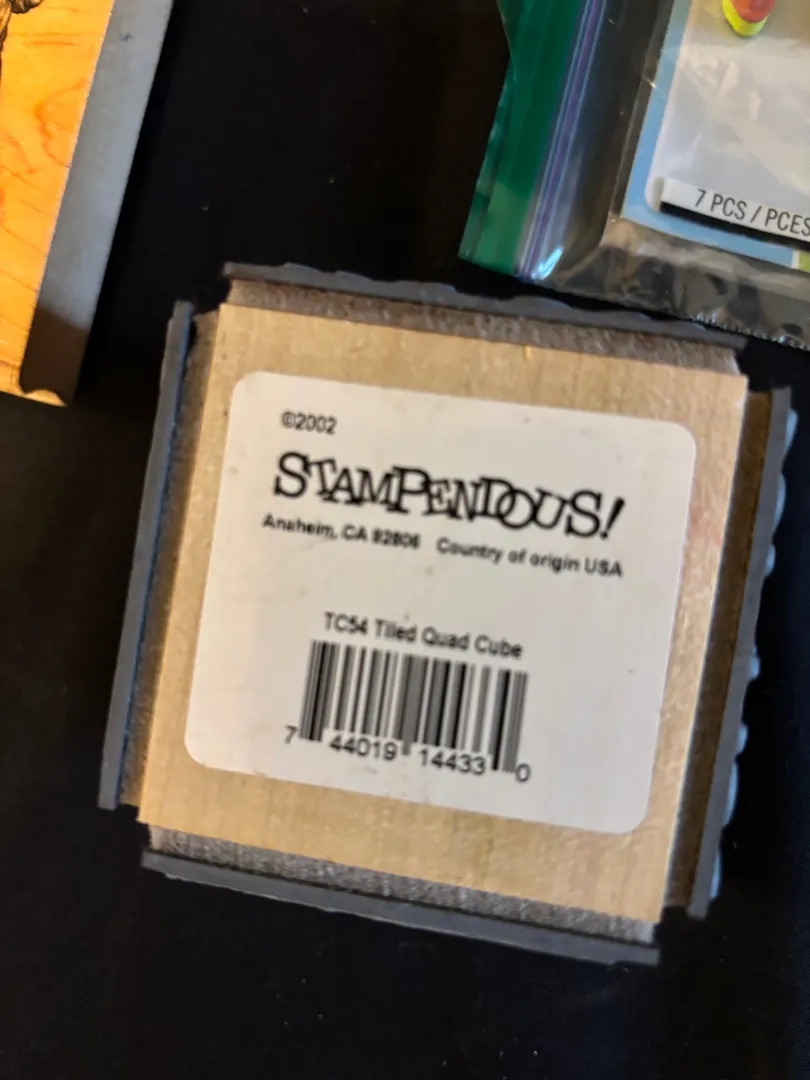 7 PCS / PCES
©2002
STAMPENDOUS!
Anaheim, CA 92806 Country of origin USA
TC54 Tiled Quad Cube
7 44019 14433 0